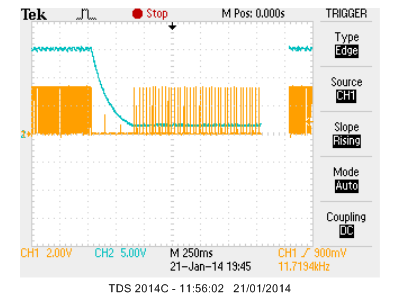 Tek Stop M Pos: 0.000s TRIGGER
Type
Edge
Source
CH1
Slope
Rising
Mode
Auto
Coupling
DC
2
CH1 2.00V CH2 5.00V M 250ms CH1 900mV
21-Jan-14 19:45 11.7194kHz
TDS 2014C - 11:56:02 21/01/2014